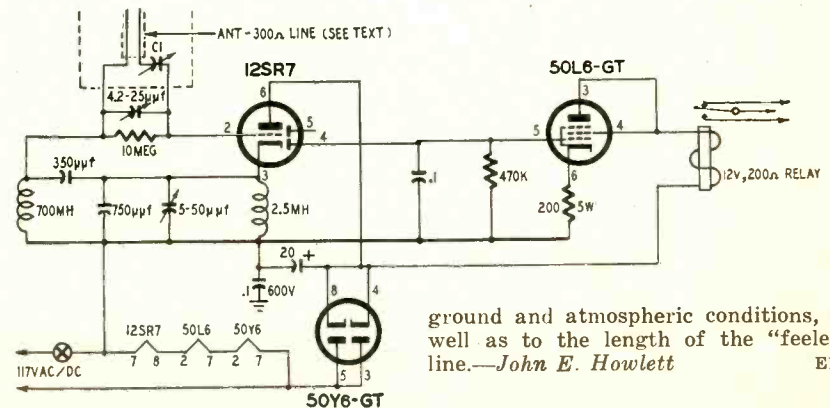 ANT-300Ω LINE (SEE TEXT)
C1
12SR7
50L6-GT
4.2-25μμf
6
5
4
2
3
10MEG
3
5
4
6
350μμf
700MH
750μμf
5-50μμf
2.5MH
.1
470K
200
5W
12V, 200Ω RELAY
20 +
.1
600V
8
4
5
3
12SR7
50L6
50Y6
7 8
2 7
2 7
117VAC/DC
50Y6-GT
ground and atmospheric conditions,
well as to the length of the "feele
line.—John E. Howlett